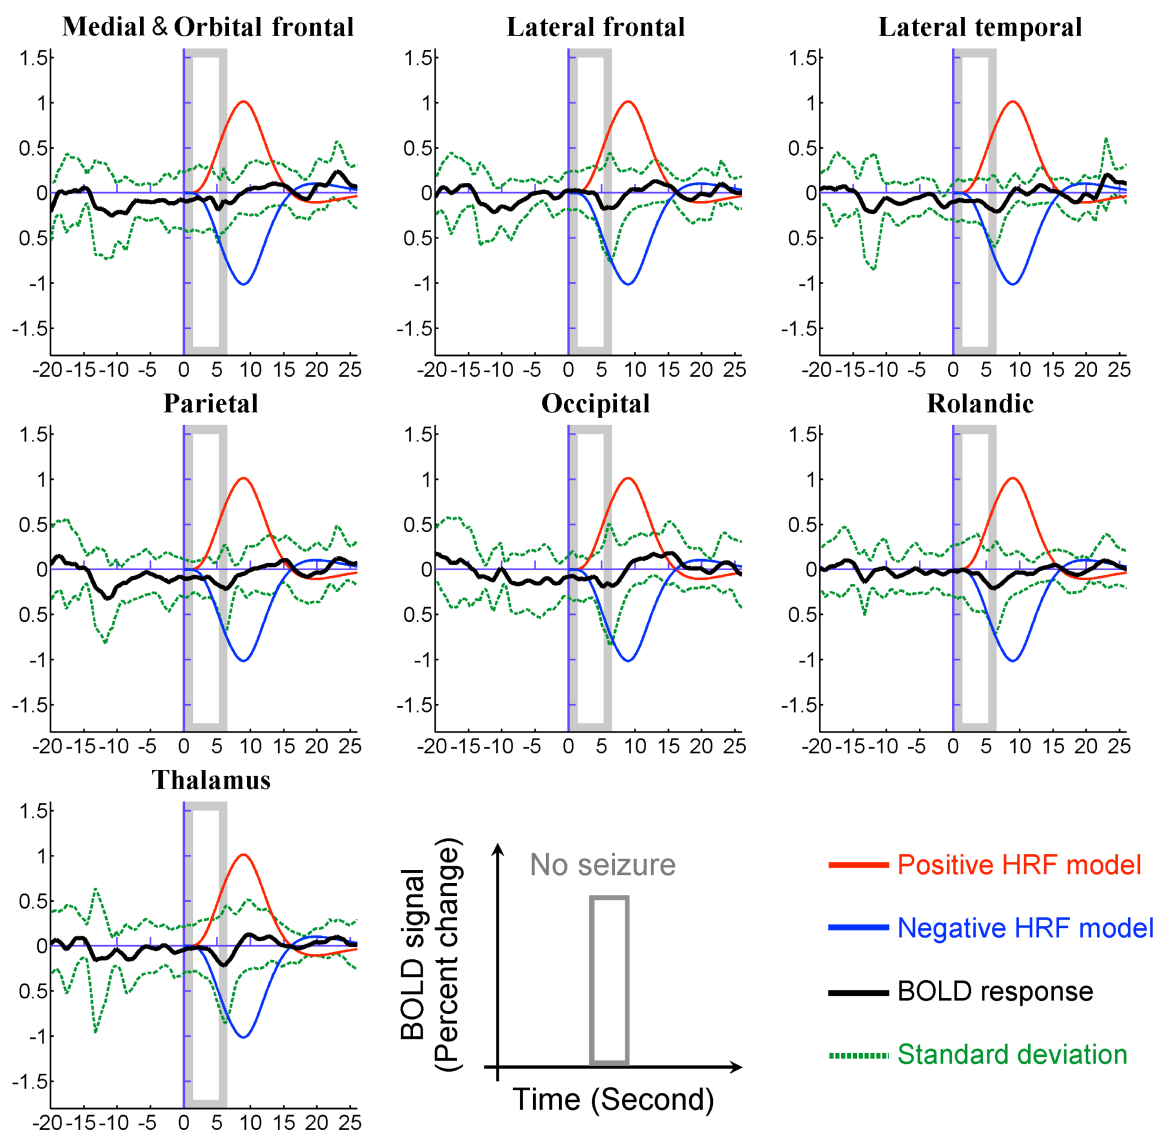 Medial & Orbital frontal
1.5
1
0.5
0
0.5
-1
-1.5
-20 -15 -10 -5 0 5 10 15 20 25
Lateral frontal
1.5
1
0.5
0
0.5
-1
-1.5
-20 -15 -10 -5 0 5 10 15 20 25
Lateral temporal
1.5
1
0.5
0
0.5
-1
-1.5
-20 -15 -10 -5 0 5 10 15 20 25
Parietal
1.5
1
0.5
0
0.5
-1
-1.5
-20 -15 -10 -5 0 5 10 15 20 25
Occipital
1.5
1
0.5
0
0.5
-1
-1.5
-20 -15 -10 -5 0 5 10 15 20 25
Rolandic
1.5
1
0.5
0
0.5
-1
-1.5
-20 -15 -10 -5 0 5 10 15 20 25
Thalamus
1.5
1
0.5
0
0.5
-1
-1.5
-20 -15 -10 -5 0 5 10 15 20 25
BOLD signal
(Percent change)
No seizure
Time (Second)
Positive HRF model
Negative HRF model
BOLD response
Standard deviation